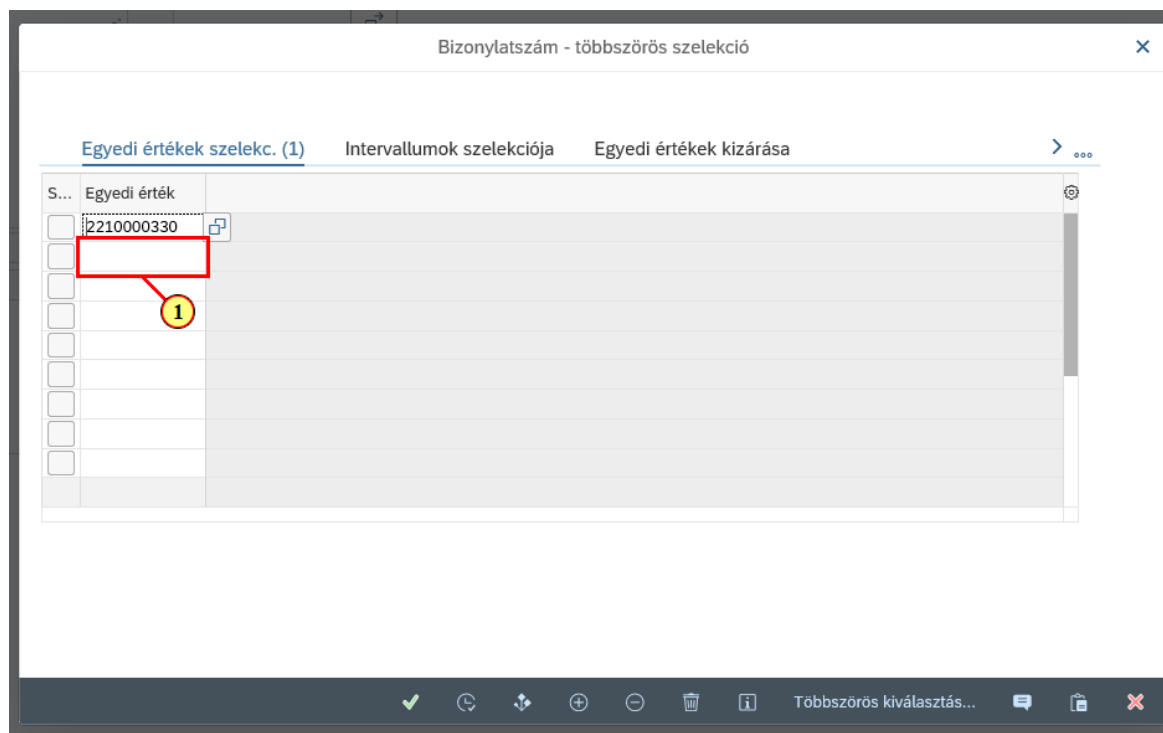 Bizonylatszám - többszörös szelekció
Egyedi értékek szelekc. (1) Intervallumok szelekciója Egyedi értékek kizárása
S... Egyedi érték
2210000330
1
Többszörös kiválasztás...